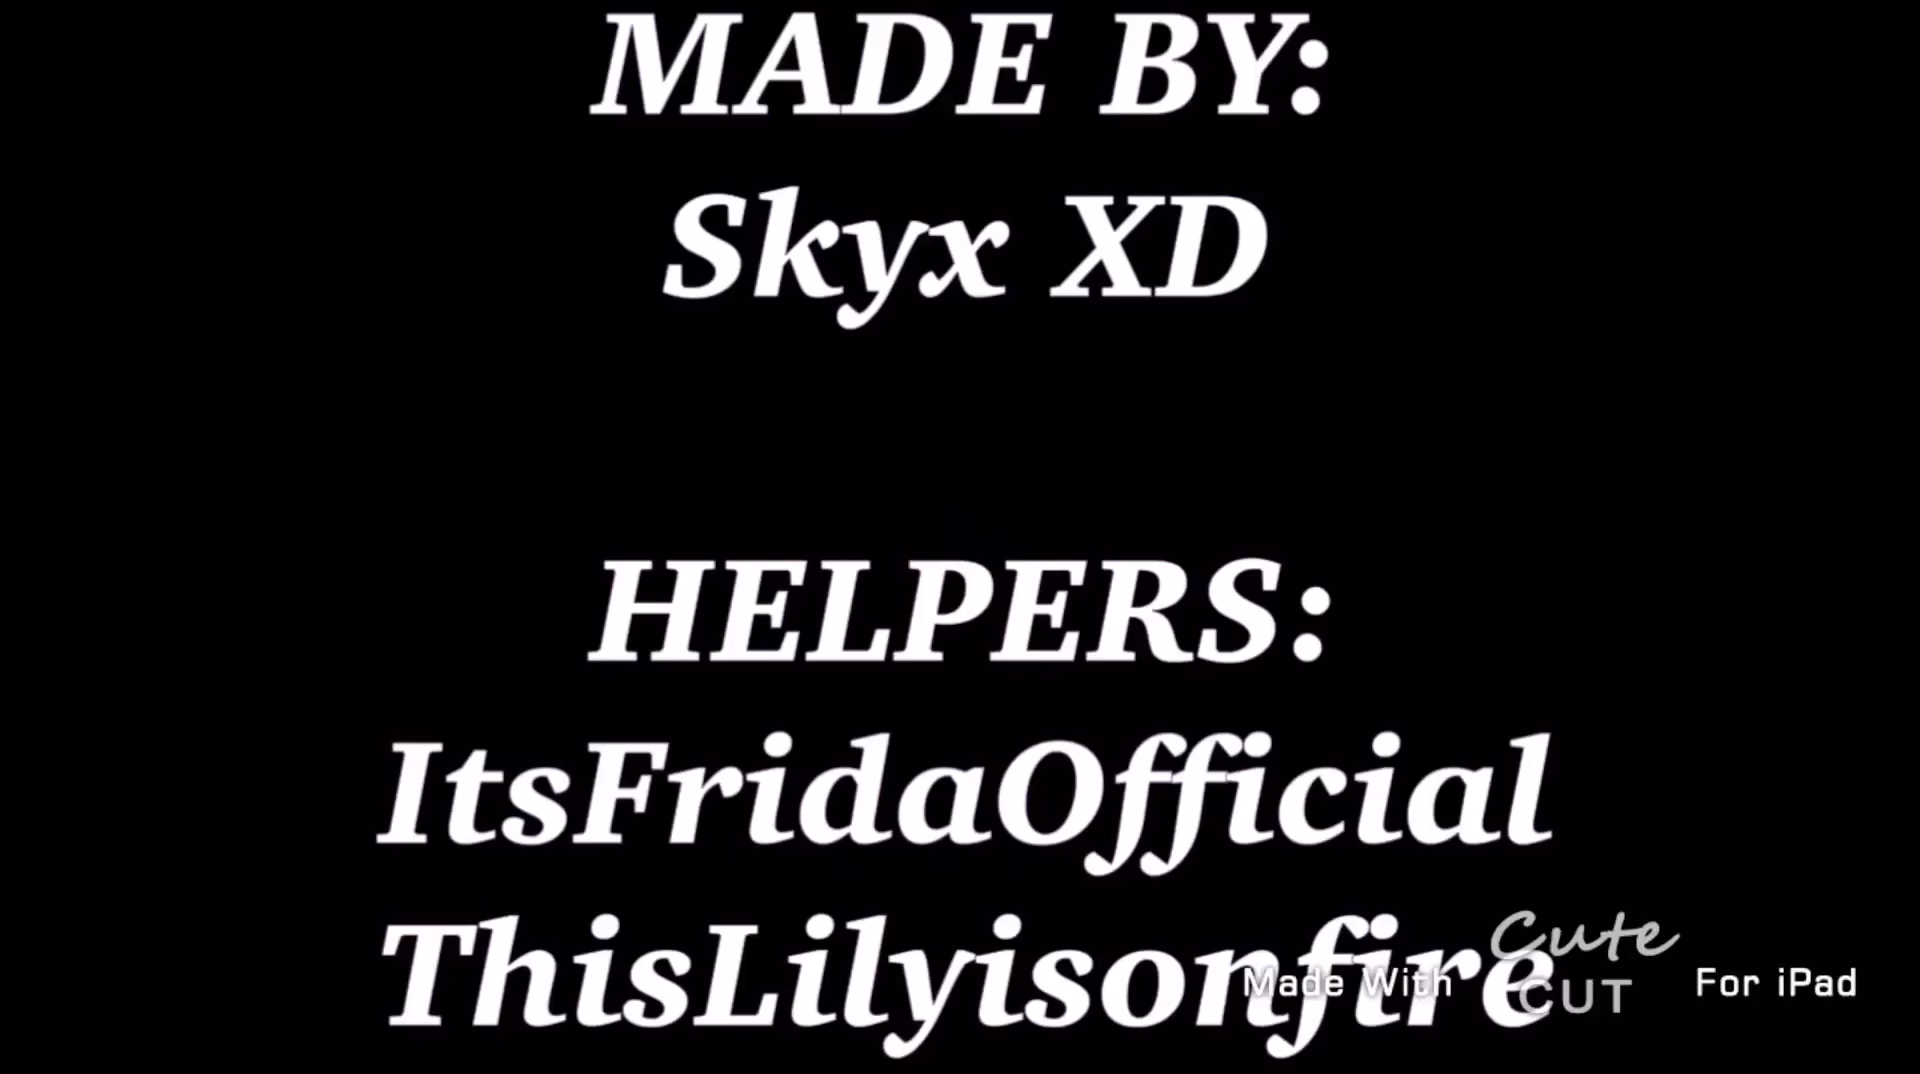 MADE BY:
Skyx XD
HELPERS:
ItsFridaOfficial
ThisLilyisonfire
Made With Cute CUT For iPad